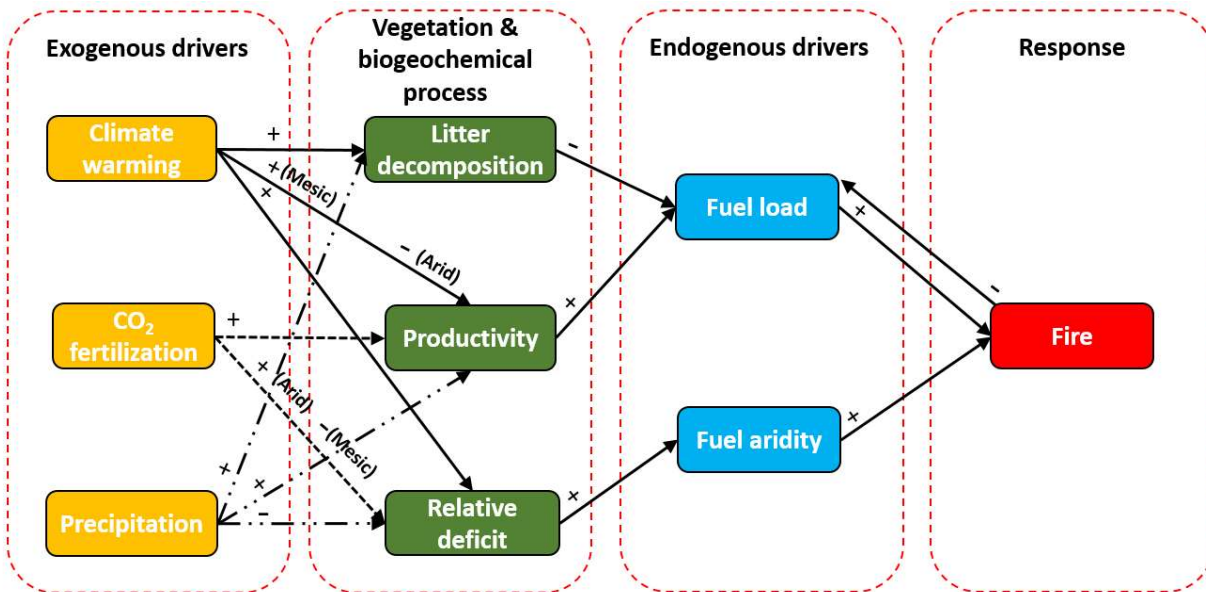 Exogenous drivers
Vegetation &
biogeochemical
process
Endogenous drivers
Response
Climate
warming
+
+ (Mesic)
+
- (Arid)
Litter
decomposition
-
Fuel load
+
-
CO₂
fertilization
+
+ (Arid)
-(Mesic)
Productivity
+
Fire
Precipitation
+
+
-
Relative
deficit
+
Fuel aridity
+